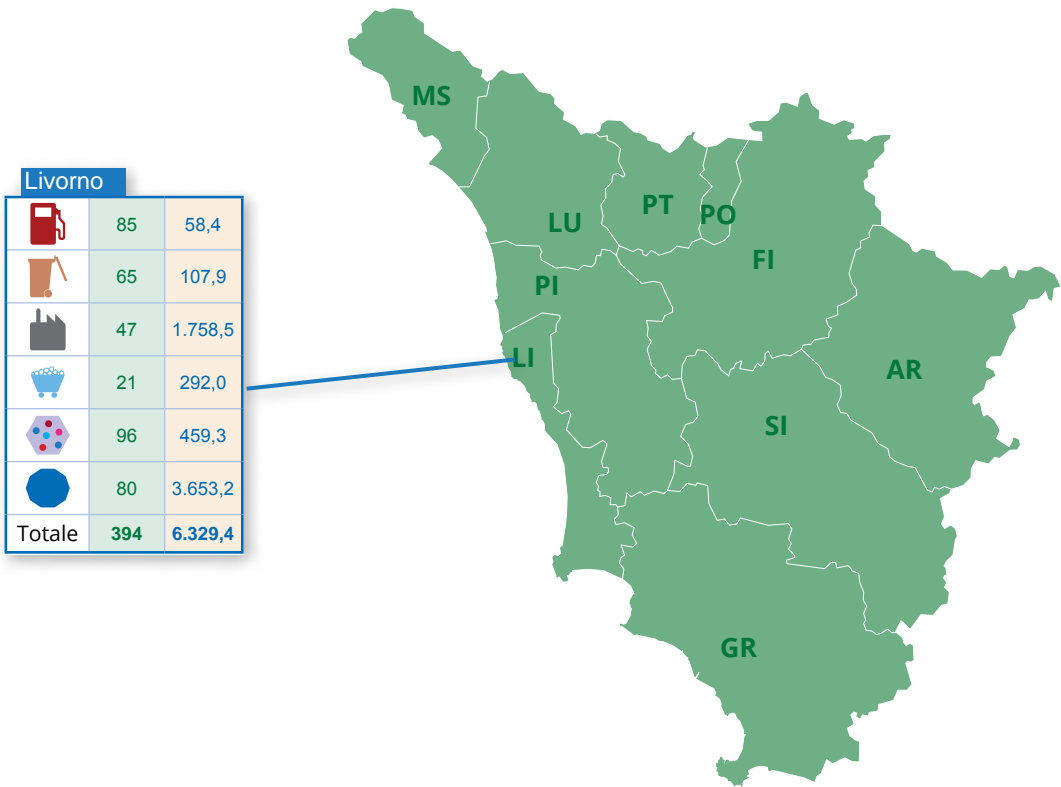 Livorno
85 58,4
65 107,9
47 1.758,5
21 292,0
96 459,3
80 3.653,2
Totale 394 6.329,4
MS
LU
PT
PO
FI
PI
LI
AR
SI
GR